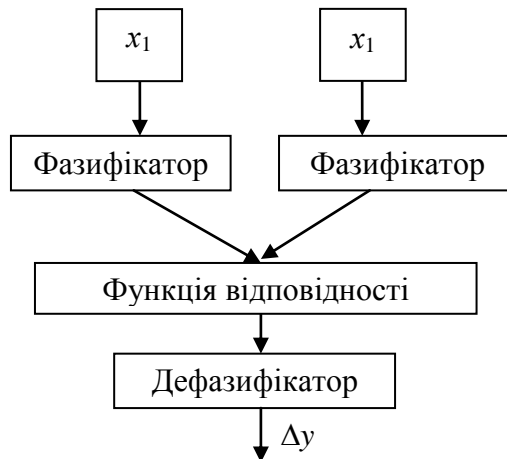 x₁ x₁
Фазифікатор Фазифікатор
Функція відповідності
Дефазифікатор
Δy